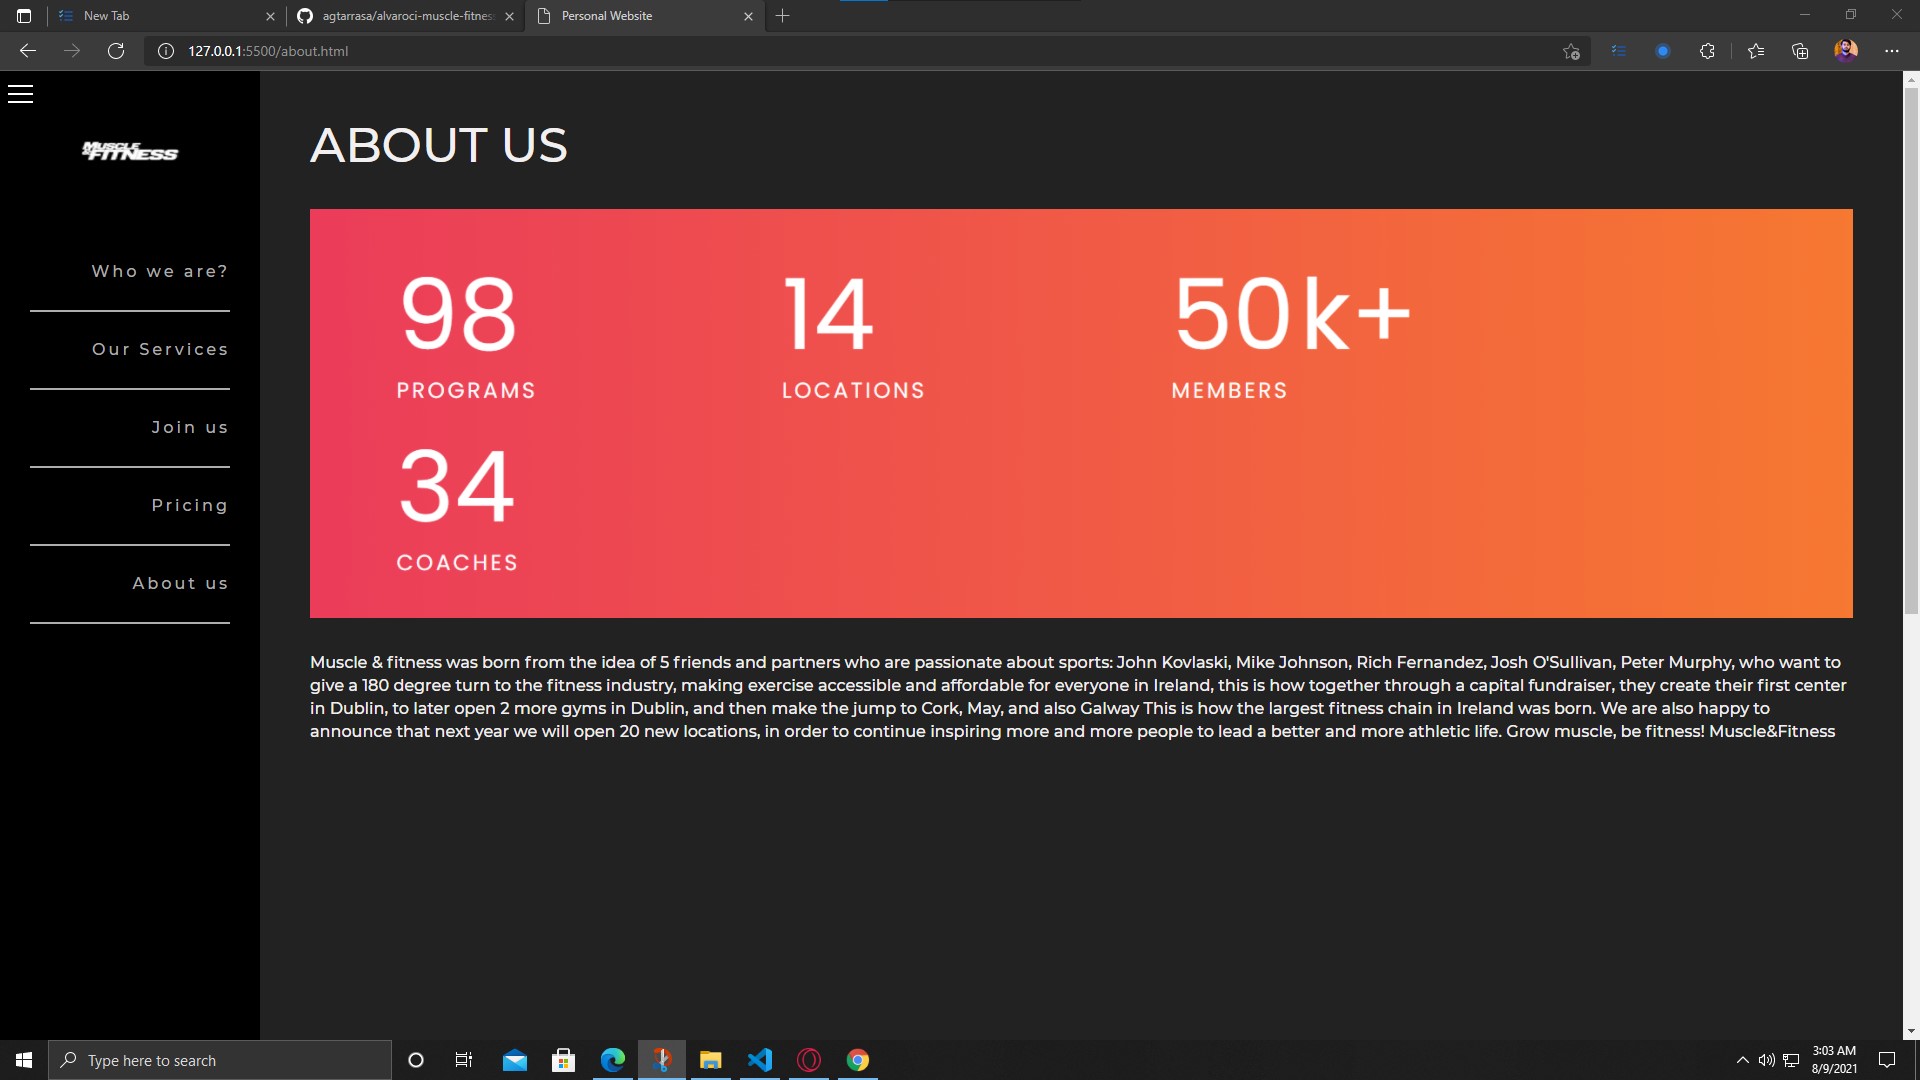 New Tab
agtarrasa/alvaroci-muscle-fitnes
Personal Website
127.0.0.1:5500/about.html
MUSCLE
&FITNESS
Who we are?
Our Services
Join us
Pricing
About us
ABOUT US
98
PROGRAMS
14
LOCATIONS
50k+
MEMBERS
34
COACHES
Muscle & fitness was born from the idea of 5 friends and partners who are passionate about sports: John Kovlaski, Mike Johnson, Rich Fernandez, Josh O'Sullivan, Peter Murphy, who want to
give a 180 degree turn to the fitness industry, making exercise accessible and affordable for everyone in Ireland, this is how together through a capital fundraiser, they create their first center
in Dublin, to later open 2 more gyms in Dublin, and then make the jump to Cork, May, and also Galway This is how the largest fitness chain in Ireland was born. We are also happy to
announce that next year we will open 20 new locations, in order to continue inspiring more and more people to lead a better and more athletic life. Grow muscle, be fitness! Muscle&Fitness
Type here to search
3:03 AM
8/9/2021